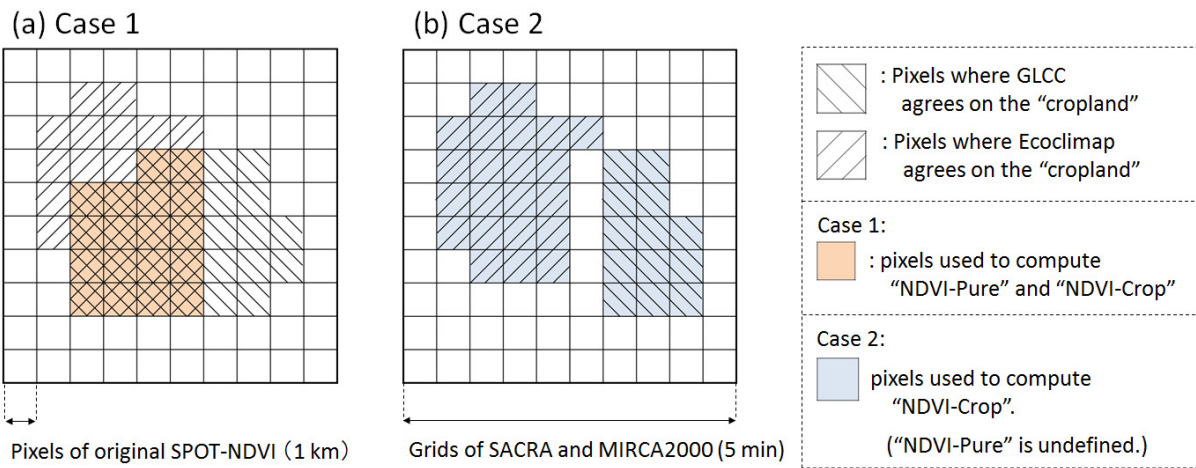 (a) Case 1
(b) Case 2
: Pixels where GLCC
agrees on the “cropland”
: Pixels where Ecoclimap
agrees on the “cropland”
Case 1:
: pixels used to compute
“NDVI-Pure” and “NDVI-Crop”
Case 2:
pixels used to compute
“NDVI-Crop”.
(“NDVI-Pure” is undefined.)
Pixels of original SPOT-NDVI (1 km)
Grids of SACRA and MIRCA2000 (5 min)